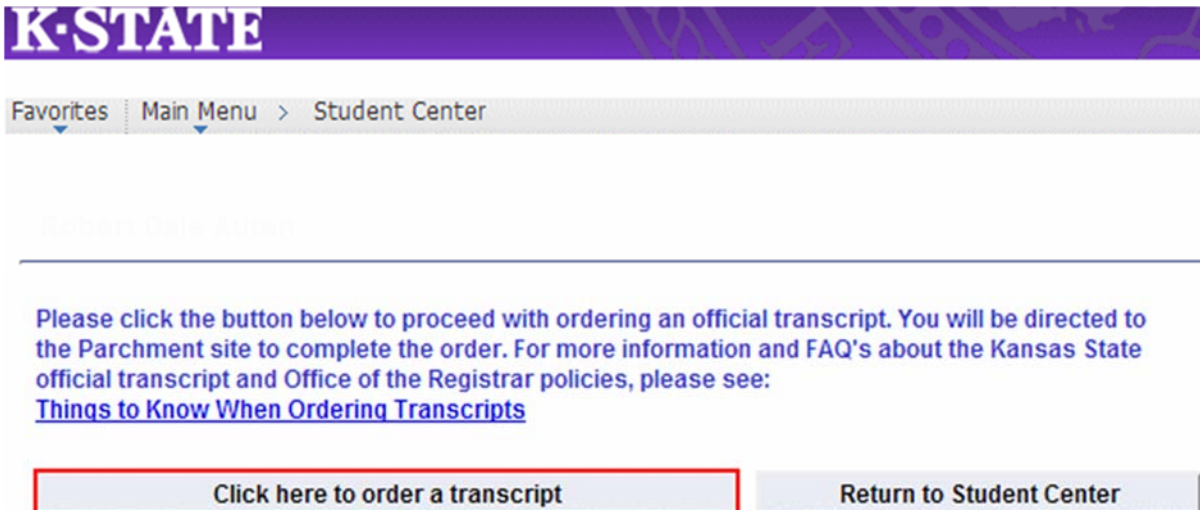 K-STATE
Favorites Main Menu > Student Center
Please click the button below to proceed with ordering an official transcript. You will be directed to
the Parchment site to complete the order. For more information and FAQ's about the Kansas State
official transcript and Office of the Registrar policies, please see:
Things to Know When Ordering Transcripts
Click here to order a transcript Return to Student Center